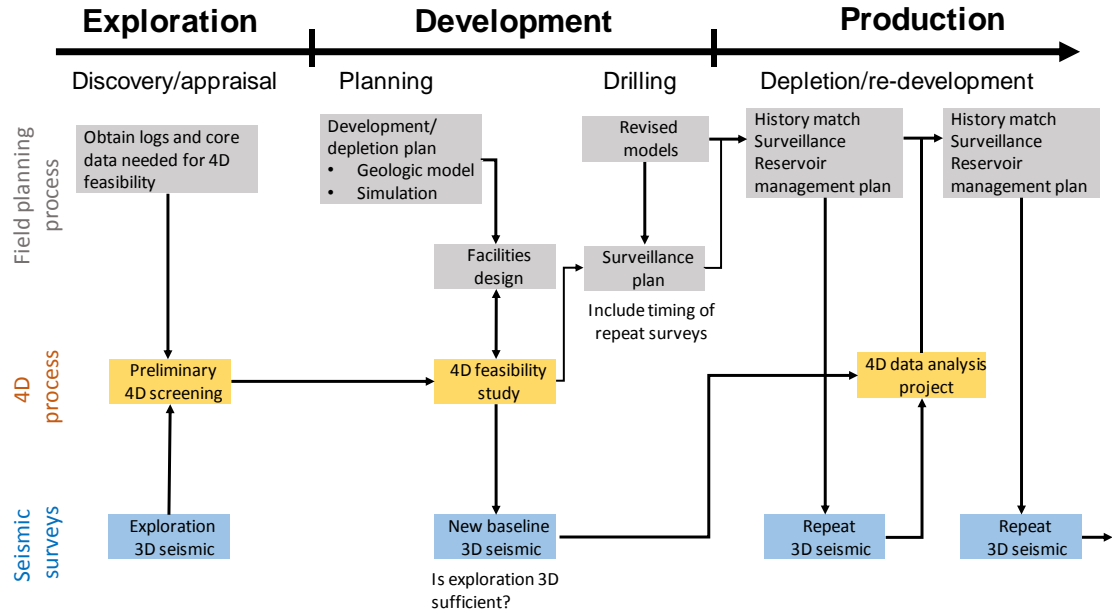 Exploration
Development
Production
Discovery/appraisal
Planning
Drilling
Depletion/re-development
Field planning
process
Obtain logs and core
data needed for 4D
feasibility
Development/
depletion plan
• Geologic model
• Simulation
Revised
models
History match
Surveillance
Reservoir
management plan
History match
Surveillance
Reservoir
management plan
Facilities
design
Surveillance
plan
Include timing of
repeat surveys
4D
process
Preliminary
4D screening
4D feasibility
study
4D data analysis
project
Seismic
surveys
Exploration
3D seismic
New baseline
3D seismic
Is exploration 3D
sufficient?
Repeat
3D seismic
Repeat
3D seismic